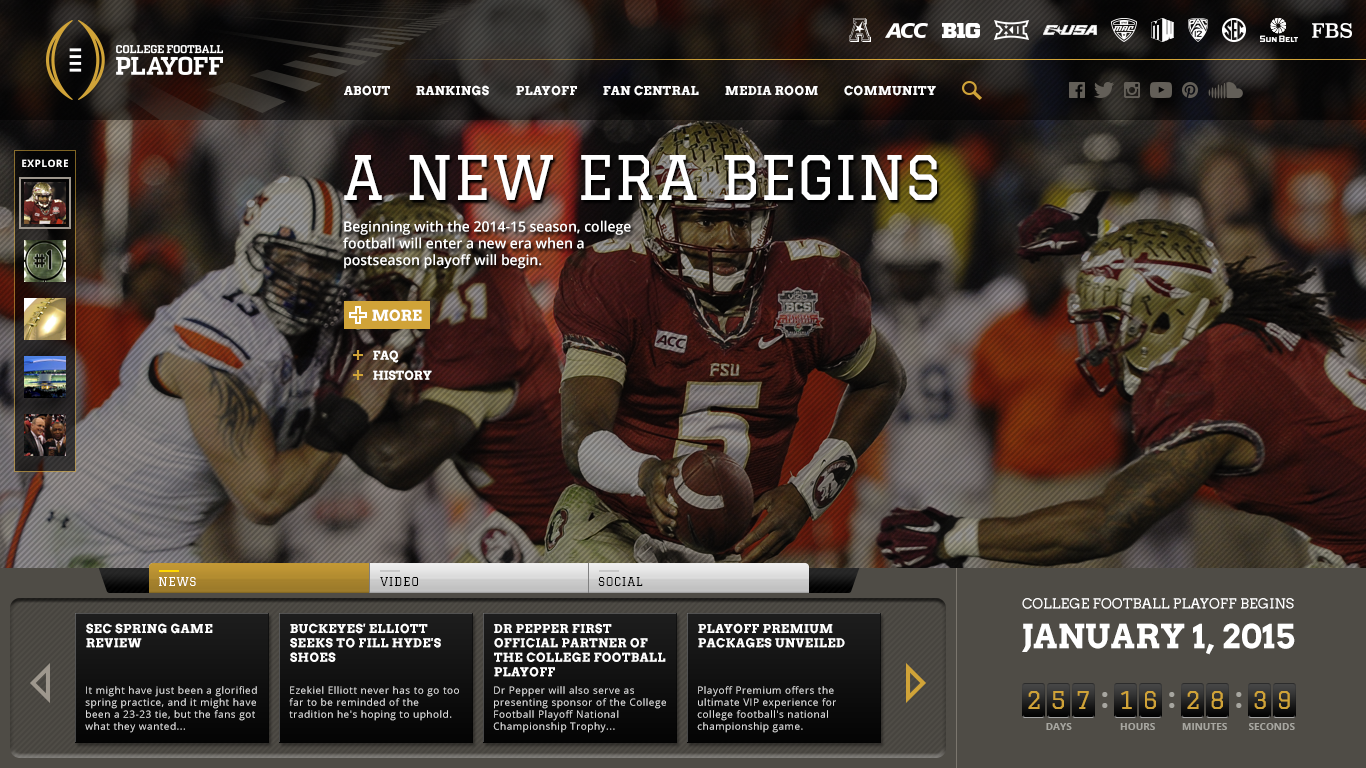 COLLEGE FOOTBALL
PLAYOFF
ACC B1G XII C-USA MAC PAC 12 SEC SUN BELT FBS
ABOUT RANKINGS PLAYOFF FAN CENTRAL MEDIA ROOM COMMUNITY
EXPLORE
#1
A NEW ERA BEGINS
Beginning with the 2014-15 season, college
football will enter a new era when a
postseason playoff will begin.
MORE
FAQ
HISTORY
BCS
ACC
FSU
5
NEWS VIDEO SOCIAL
SEC SPRING GAME
REVIEW
It might have just been a glorified
spring practice, and it might have
been a 23-23 tie, but the fans got
what they wanted...
BUCKEYES' ELLIOTT
SEEKS TO FILL HYDE'S
SHOES
Ezekiel Elliott never has to go too
far to be reminded of the
tradition he's hoping to uphold.
DR PEPPER FIRST
OFFICIAL PARTNER OF
THE COLLEGE FOOTBALL
PLAYOFF
Dr Pepper will also serve as
presenting sponsor of the College
Football Playoff National
Championship Trophy...
PLAYOFF PREMIUM
PACKAGES UNVEILED
Playoff Premium offers the
ultimate VIP experience for
college football's national
championship game.
COLLEGE FOOTBALL PLAYOFF BEGINS
JANUARY 1, 2015
257:16:28:39
DAYS HOURS MINUTES SECONDS